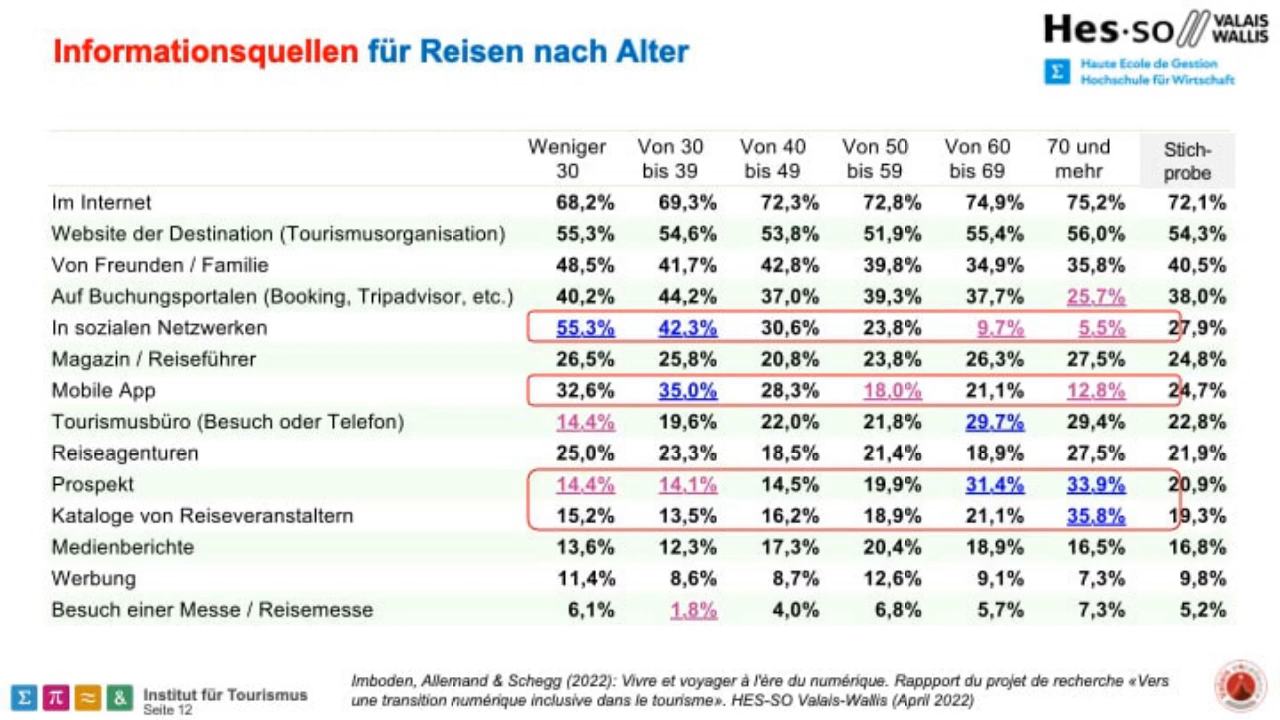 Informationsquellen für Reisen nach Alter
Hes·so VALAIS WALLIS
Σ Haute Ecole de Gestion
Hochschule für Wirtschaft
Weniger 30 Von 30 bis 39 Von 40 bis 49 Von 50 bis 59 Von 60 bis 69 70 und mehr Stich-probe
Im Internet 68,2% 69,3% 72,3% 72,8% 74,9% 75,2% 72,1%
Website der Destination (Tourismusorganisation) 55,3% 54,6% 53,8% 51,9% 55,4% 56,0% 54,3%
Von Freunden / Familie 48,5% 41,7% 42,8% 39,8% 34,9% 35,8% 40,5%
Auf Buchungsportalen (Booking, Tripadvisor, etc.) 40,2% 44,2% 37,0% 39,3% 37,7% 25,7% 38,0%
In sozialen Netzwerken 55,3% 42,3% 30,6% 23,8% 9,7% 5,5% 27,9%
Magazin / Reiseführer 26,5% 25,8% 20,8% 23,8% 26,3% 27,5% 24,8%
Mobile App 32,6% 35,0% 28,3% 18,0% 21,1% 12,8% 24,7%
Tourismusbüro (Besuch oder Telefon) 14,4% 19,6% 22,0% 21,8% 29,7% 29,4% 22,8%
Reiseagenturen 25,0% 23,3% 18,5% 21,4% 18,9% 27,5% 21,9%
Prospekt 14,4% 14,1% 14,5% 19,9% 31,4% 33,9% 20,9%
Kataloge von Reiseveranstaltern 15,2% 13,5% 16,2% 18,9% 21,1% 35,8% 19,3%
Medienberichte 13,6% 12,3% 17,3% 20,4% 18,9% 16,5% 16,8%
Werbung 11,4% 8,6% 8,7% 12,6% 9,1% 7,3% 9,8%
Besuch einer Messe / Reisemesse 6,1% 1,8% 4,0% 6,8% 5,7% 7,3% 5,2%
Σ π ≈ & Institut für Tourismus
Seite 12
Imboden, Allemand & Schegg (2022): Vivre et voyager à l'ère du numérique. Rappport du projet de recherche «Vers
une transition numérique inclusive dans le tourisme». HES-SO Valais-Wallis (April 2022)